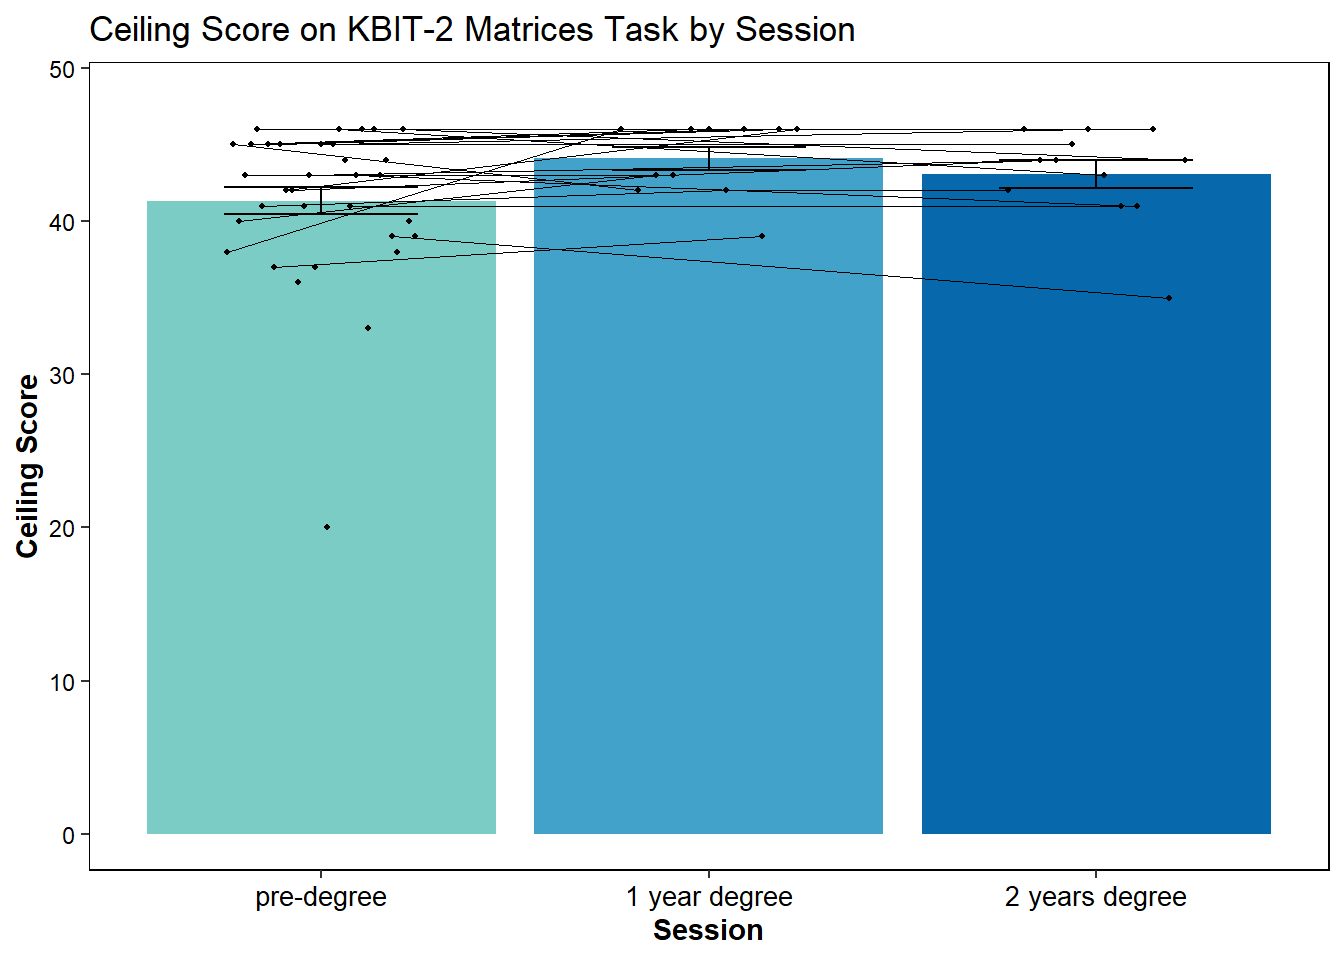 Ceiling Score on KBIT-2 Matrices Task by Session
50
40
30
20
10
0
Ceiling Score
pre-degree
1 year degree
2 years degree
Session